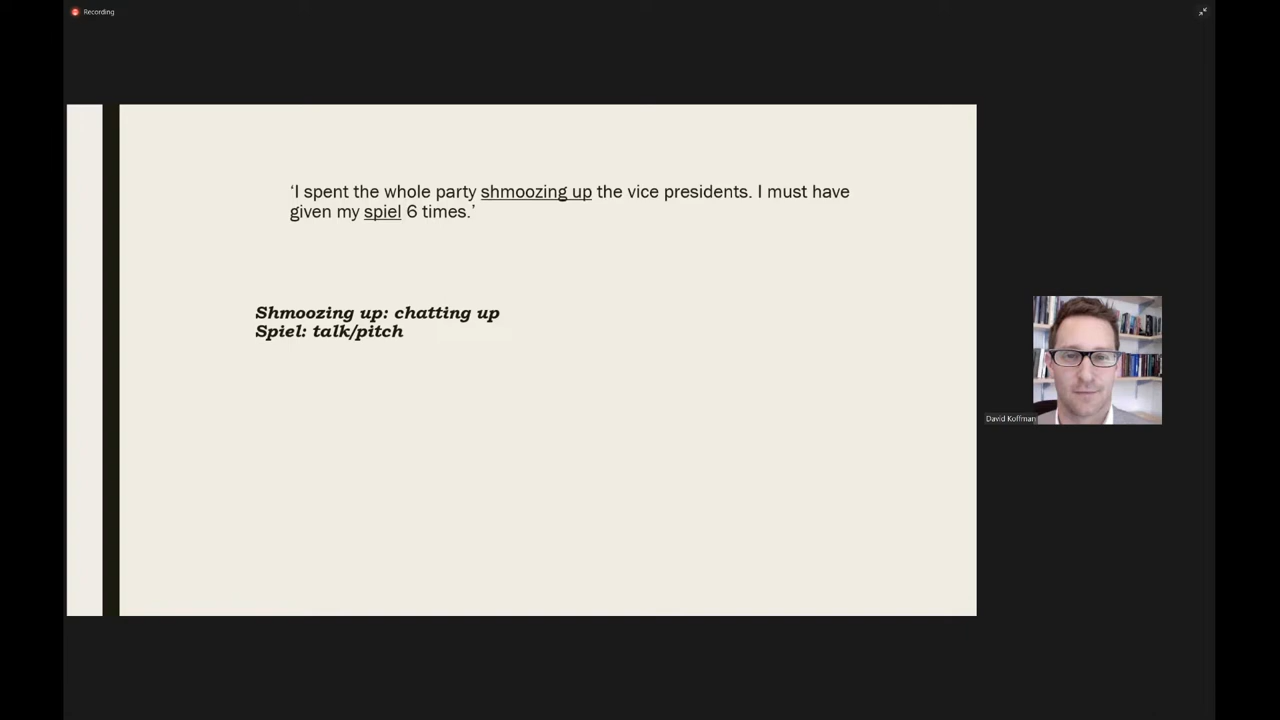 Recording
‘I spent the whole party shmoozing up the vice presidents. I must have
given my spiel 6 times.’
Shmoozing up: chatting up
Spiel: talk/pitch
David Koffman